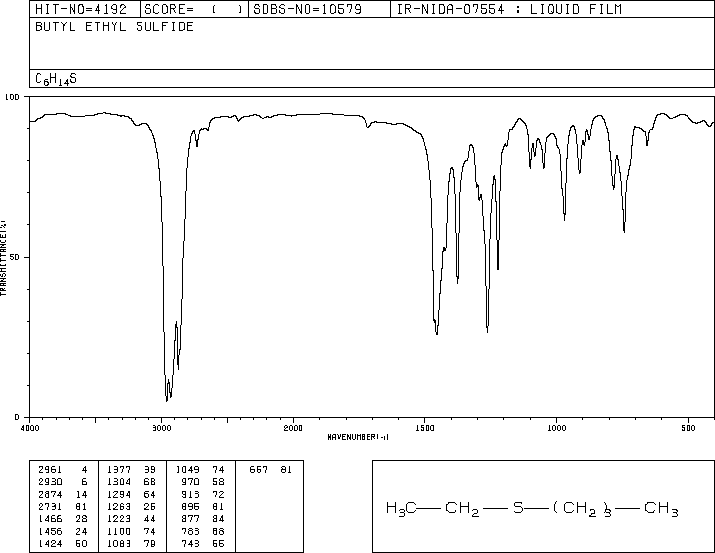 HIT-NO=4192 SCORE= ( ) SDBS-NO=10579 IR-NIDA-07554 : LIQUID FILM
BUTYL ETHYL SULFIDE
C6H14S
100
50
0
TRANSMITTANCE(%)
4000 3000 2000 1500 1000 500
WAVENUMBER(-1)
2961 4 1377 39 1049 74 667 81
2930 6 1304 68 970 58
2874 14 1294 64 913 72
2731 81 1263 26 896 81
1466 28 1223 44 877 84
1456 24 1100 74 783 68
1424 50 1083 79 743 55
H3C CH2 S (CH2)3 CH3